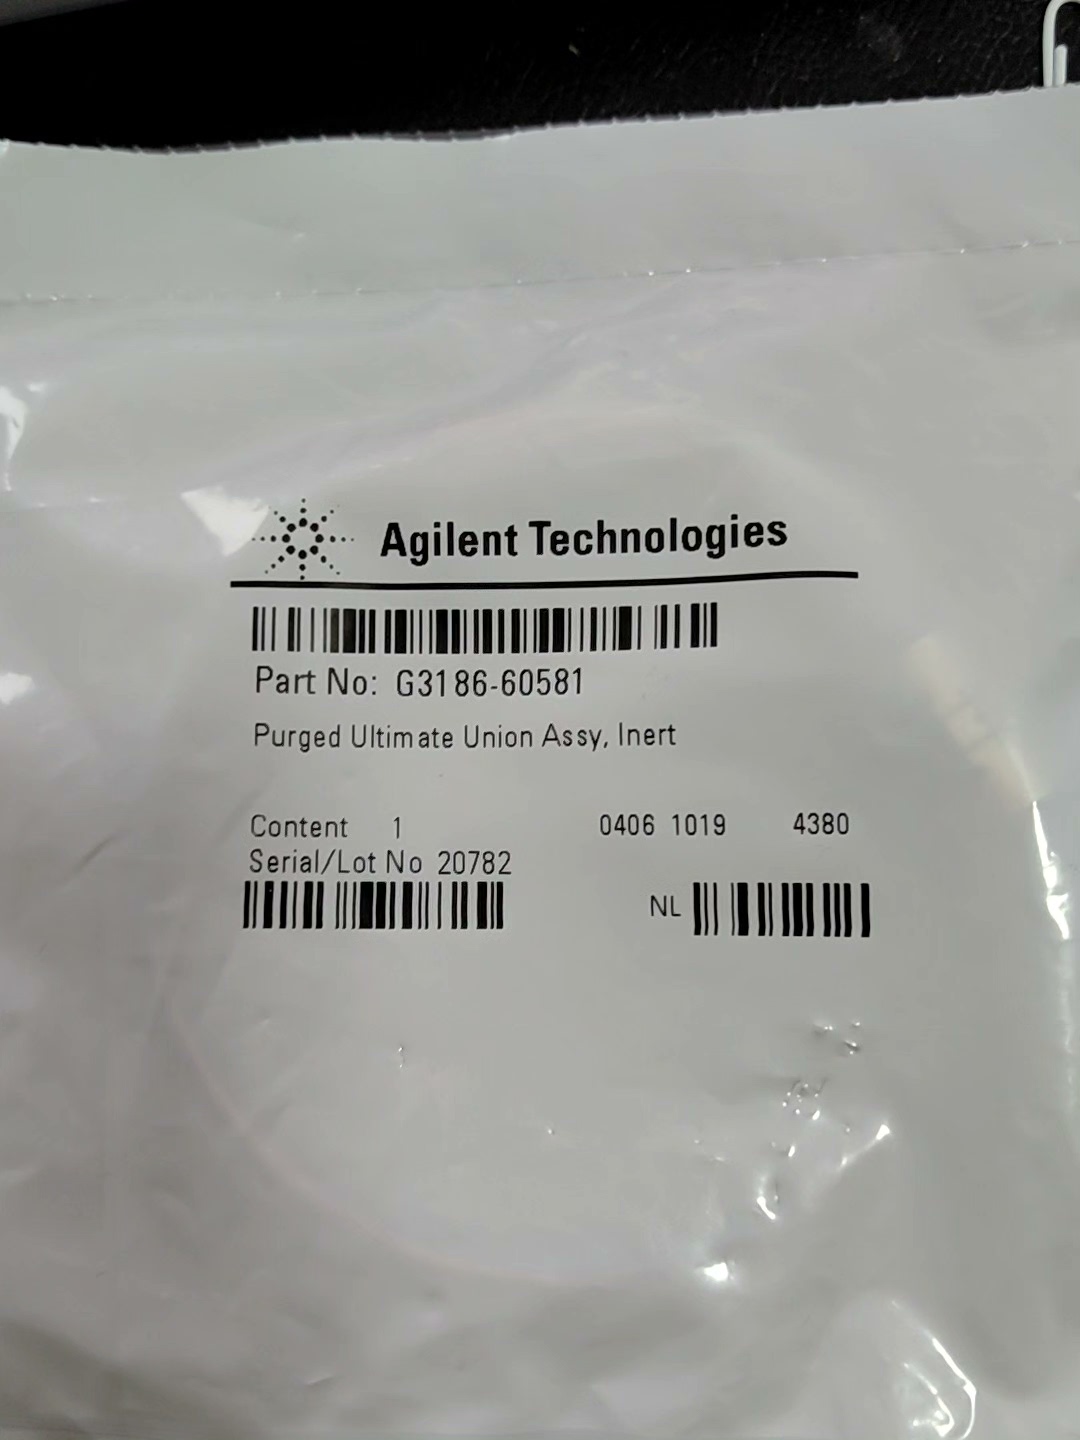 Agilent Technologies
Part No: G3186-60581
Purged Ultimate Union Assy, Inert
Content 1 0406 1019 4380
Serial/Lot No 20782
NL